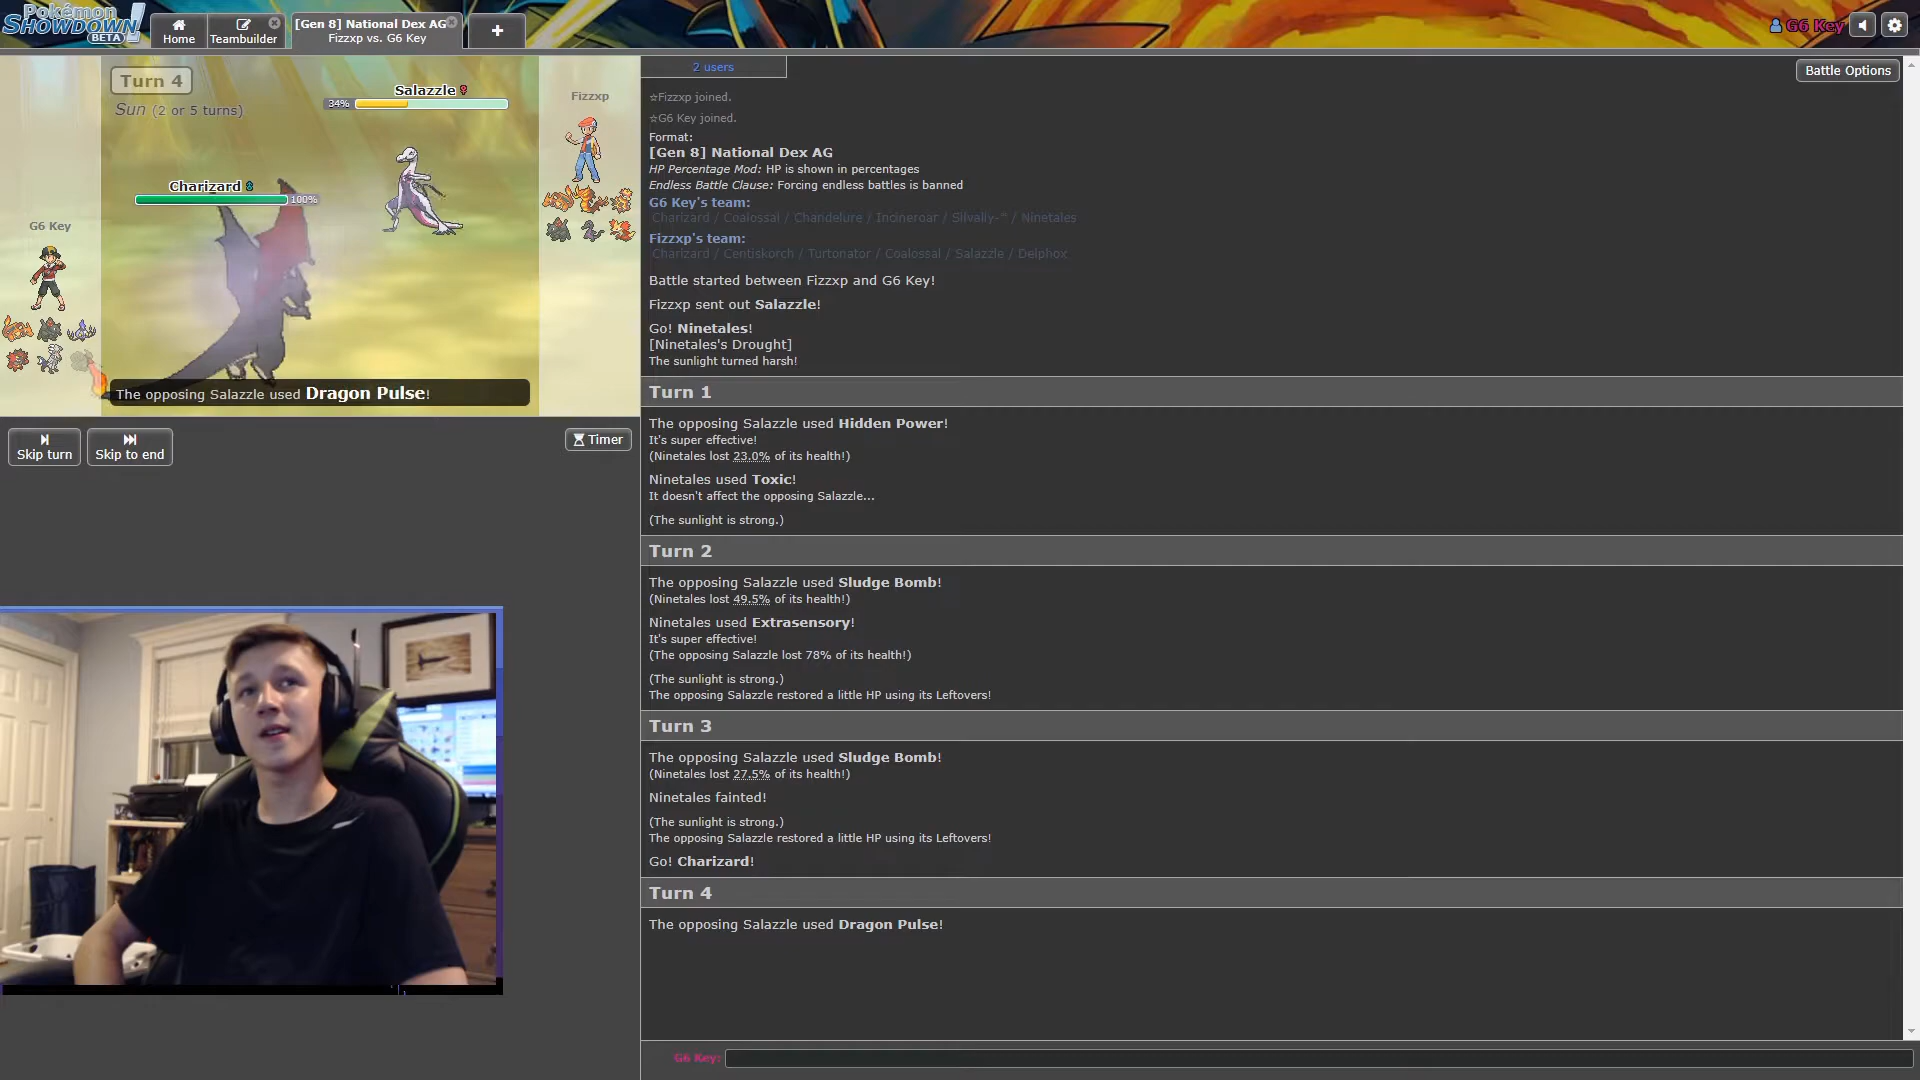 Pokémon
SHOWDOWN!
BETA
Home
Teambuilder
[Gen 8] National Dex AG
Fizzxp vs. G6 Key
+
G6 Key
Turn 4
Sun (2 or 5 turns)
Salazzle
34%
Charizard
100%
G6 Key
Fizzxp
The opposing Salazzle used Dragon Pulse!
Skip turn
Skip to end
Timer
2 users
Battle Options
☆Fizzxp joined.
☆G6 Key joined.
Format:
[Gen 8] National Dex AG
HP Percentage Mod: HP is shown in percentages
Endless Battle Clause: Forcing endless battles is banned
G6 Key's team:
Charizard / Coalossal / Chandelure / Incineroar / Silvally-* / Ninetales
Fizzxp's team:
Charizard / Centiskorch / Turtonator / Coalossal / Salazzle / Delphox
Battle started between Fizzxp and G6 Key!
Fizzxp sent out Salazzle!
Go! Ninetales!
[Ninetales's Drought]
The sunlight turned harsh!
Turn 1
The opposing Salazzle used Hidden Power!
It's super effective!
(Ninetales lost 23.0% of its health!)
Ninetales used Toxic!
It doesn't affect the opposing Salazzle...
(The sunlight is strong.)
Turn 2
The opposing Salazzle used Sludge Bomb!
(Ninetales lost 49.5% of its health!)
Ninetales used Extrasensory!
It's super effective!
(The opposing Salazzle lost 78% of its health!)
(The sunlight is strong.)
The opposing Salazzle restored a little HP using its Leftovers!
Turn 3
The opposing Salazzle used Sludge Bomb!
(Ninetales lost 27.5% of its health!)
Ninetales fainted!
(The sunlight is strong.)
The opposing Salazzle restored a little HP using its Leftovers!
Go! Charizard!
Turn 4
The opposing Salazzle used Dragon Pulse!
G6 Key: